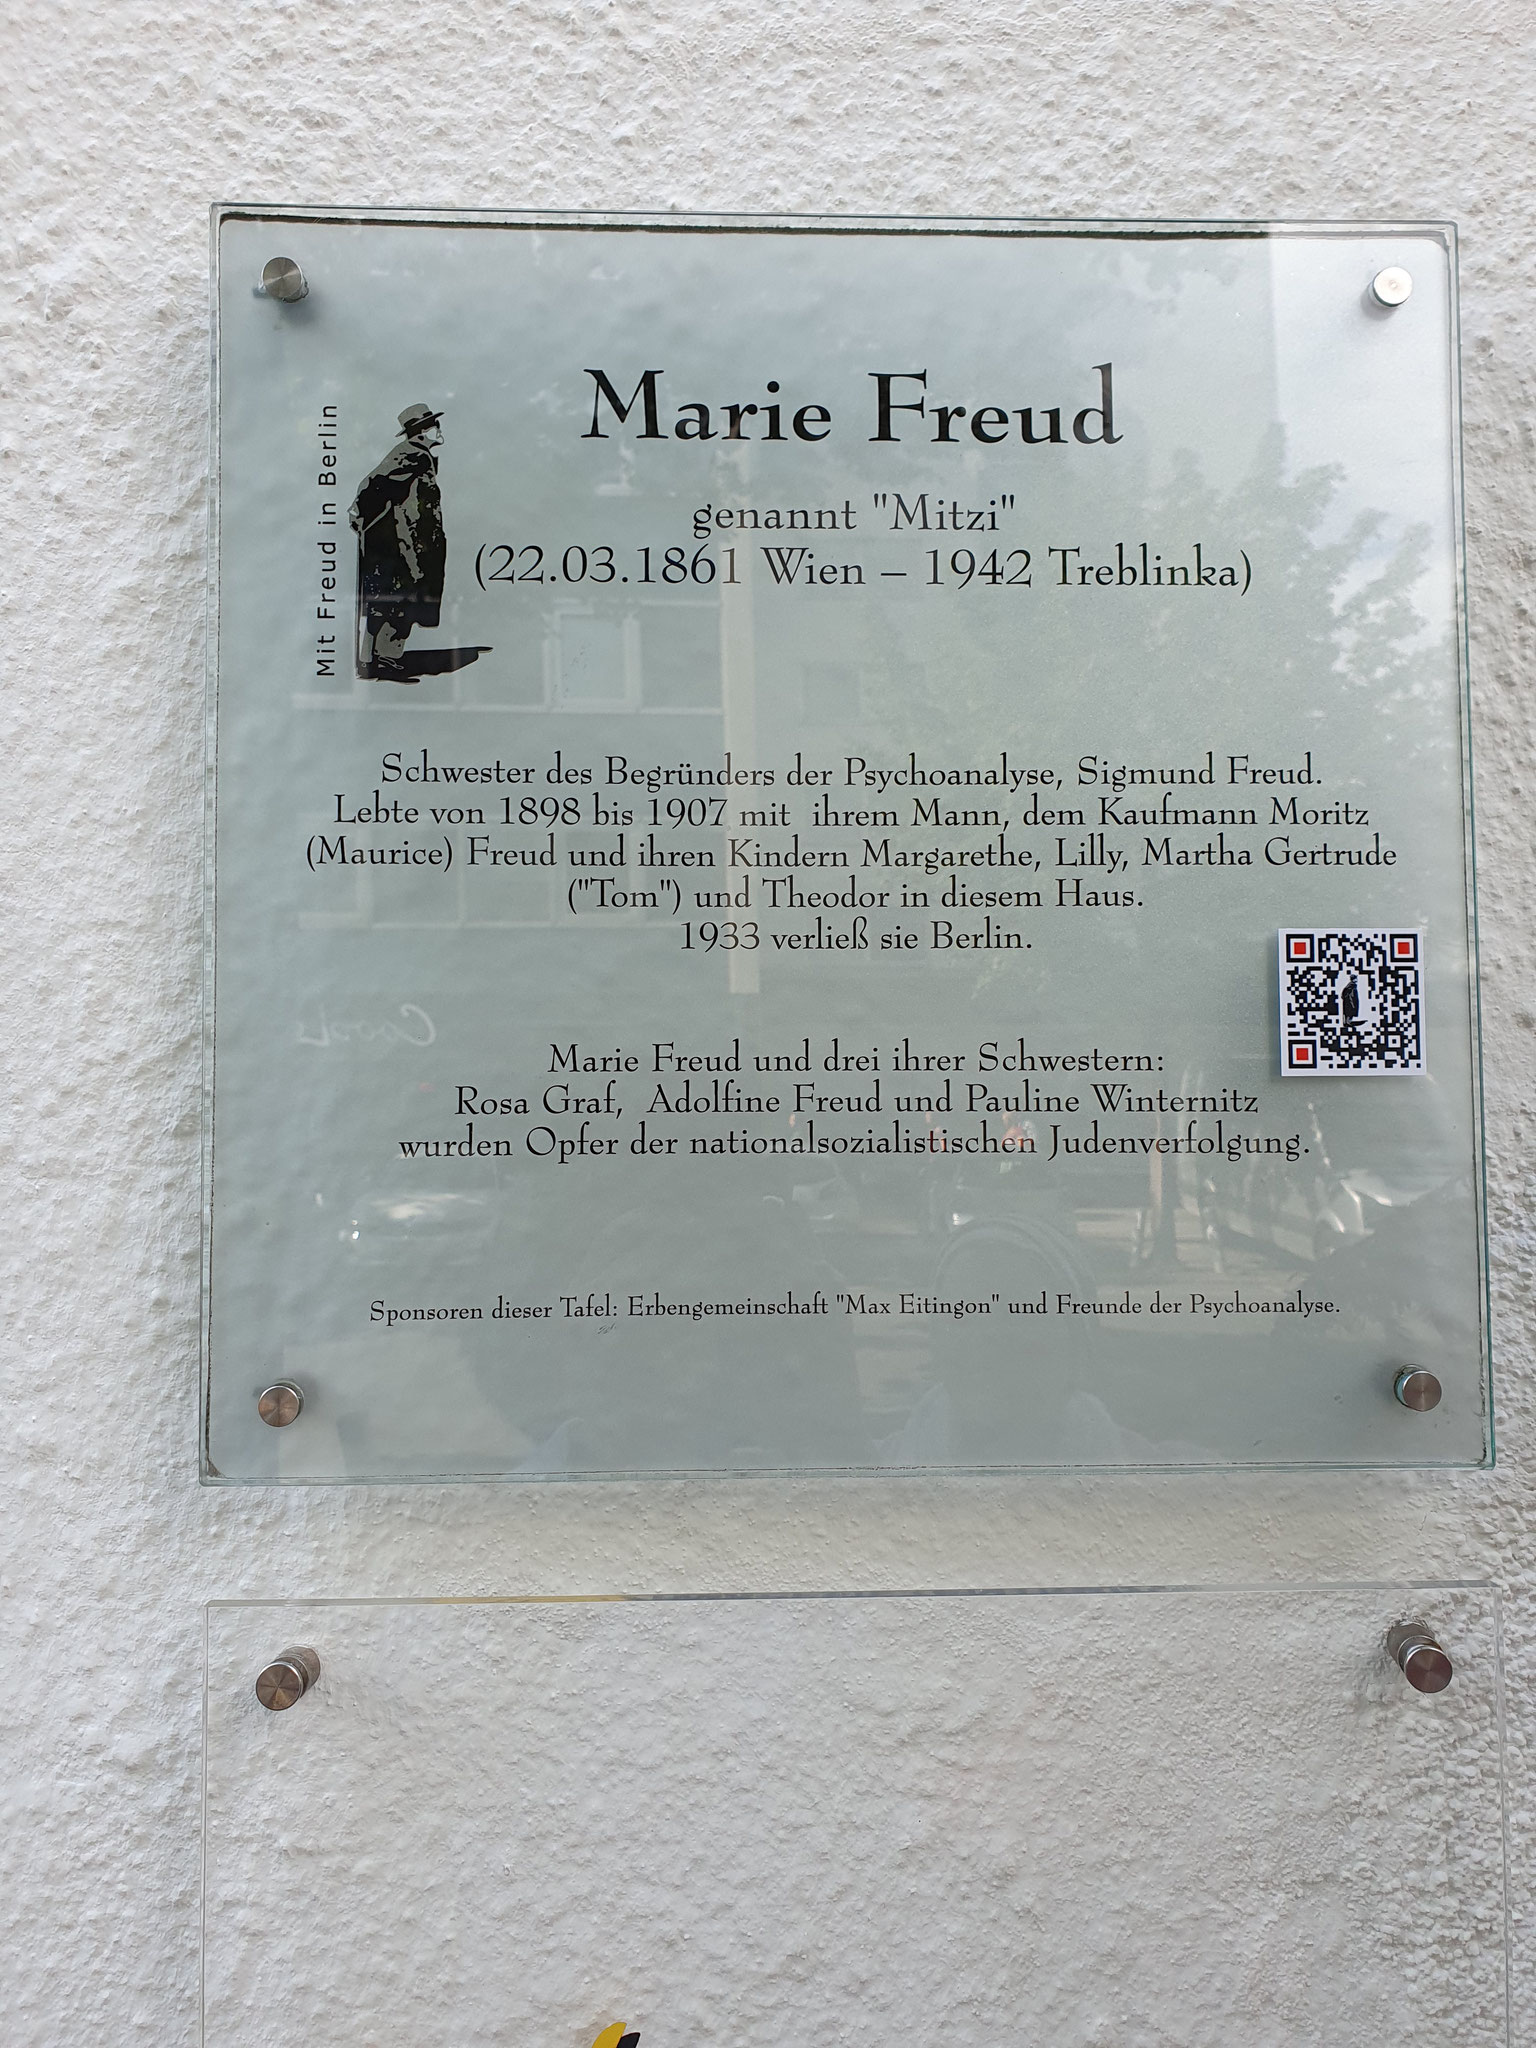 Mit Freud in Berlin
Marie Freud
genannt "Mitzi"
(22.03.1861 Wien – 1942 Treblinka)
Schwester des Begründers der Psychoanalyse, Sigmund Freud.
Lebte von 1898 bis 1907 mit ihrem Mann, dem Kaufmann Moritz
(Maurice) Freud und ihren Kindern Margarethe, Lilly, Martha Gertrude
("Tom") und Theodor in diesem Haus.
1933 verließ sie Berlin.
Marie Freud und drei ihrer Schwestern:
Rosa Graf, Adolfine Freud und Pauline Winternitz
wurden Opfer der nationalsozialistischen Judenverfolgung.
Sponsoren dieser Tafel: Erbengemeinschaft "Max Eitingon" und Freunde der Psychoanalyse.